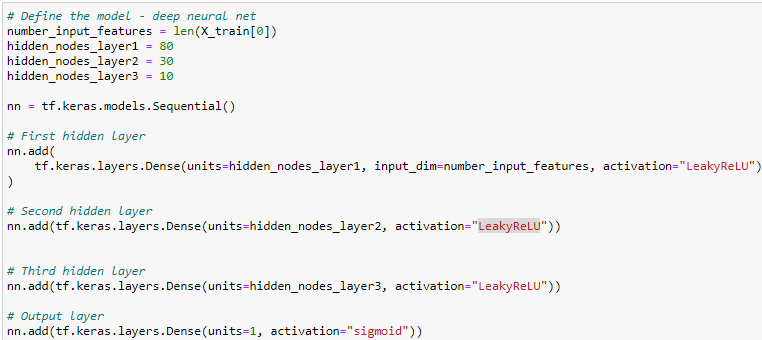 # Define the model - deep neural net
number_input_features = len(X_train[0])
hidden_nodes_layer1 = 80
hidden_nodes_layer2 = 30
hidden_nodes_layer3 = 10
nn = tf.keras.models.Sequential()
# First hidden layer
nn.add(
    tf.keras.layers.Dense(units=hidden_nodes_layer1, input_dim=number_input_features, activation="LeakyReLU")
)
# Second hidden layer
nn.add(tf.keras.layers.Dense(units=hidden_nodes_layer2, activation="LeakyReLU"))
# Third hidden layer
nn.add(tf.keras.layers.Dense(units=hidden_nodes_layer3, activation="LeakyReLU"))
# Output layer
nn.add(tf.keras.layers.Dense(units=1, activation="sigmoid"))